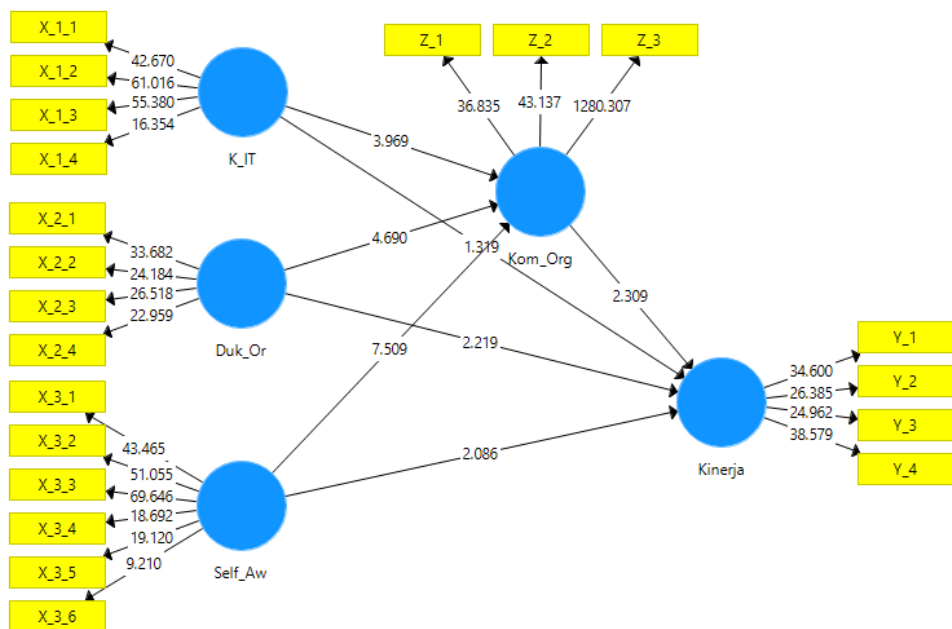 X_1_1
X_1_2
X_1_3
X_1_4
42.670
61.016
55.380
16.354
K_IT
Z_1
Z_2
Z_3
36.835
43.137
1280.307
Kom_Org
3.969
4.690
1.319
7.509
2.309
X_2_1
X_2_2
X_2_3
X_2_4
33.682
24.184
26.518
22.959
Duk_Or
2.219
2.086
X_3_1
X_3_2
X_3_3
X_3_4
X_3_5
X_3_6
43.465
51.055
69.646
18.692
19.120
9.210
Self_Aw
Kinerja
34.600
26.385
24.962
38.579
Y_1
Y_2
Y_3
Y_4